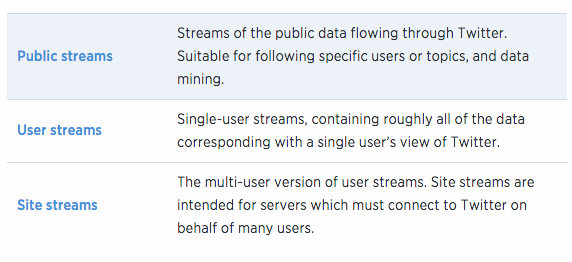 Streams of the public data flowing through Twitter.
Public streams Suitable for following specific users or topics, and data
mining.
User streams Single-user streams, containing roughly all of the data
corresponding with a single user's view of Twitter.
The multi-user version of user streams. Site streams are
Site streams intended for servers which must connect to Twitter on
behalf of many users.